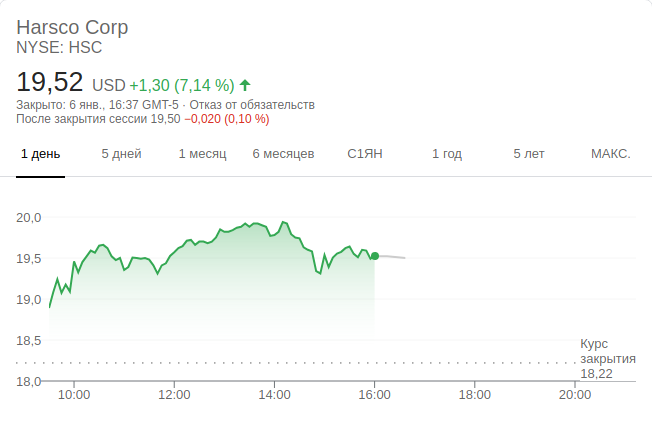 Harsco Corp
NYSE: HSC
19,52 USD +1,30 (7,14 %)
Закрыто: 6 янв., 16:37 GMT-5 · Отказ от обязательств
После закрытия сессии 19,50 −0,020 (0,10 %)
1 день 5 дней 1 месяц 6 месяцев С1ЯН 1 год 5 лет МАКС.
20,0
19,5
19,0
18,5
Курс
закрытия
18,22
18,0
10:00 12:00 14:00 16:00 18:00 20:00